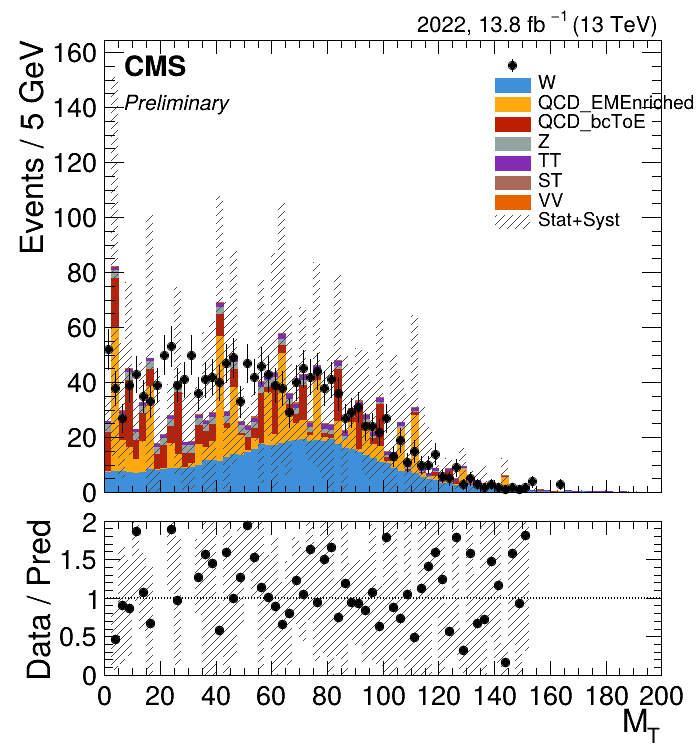 2022, 13.8 fb⁻¹ (13 TeV)
CMS
Preliminary
W
QCD_EMEnriched
QCD_bcToE
Z
TT
ST
VV
Stat+Syst
Events / 5 GeV
160
140
120
100
80
60
40
20
0
Data / Pred
2
1.5
1
0.5
0
0 20 40 60 80 100 120 140 160 180 200
M_T